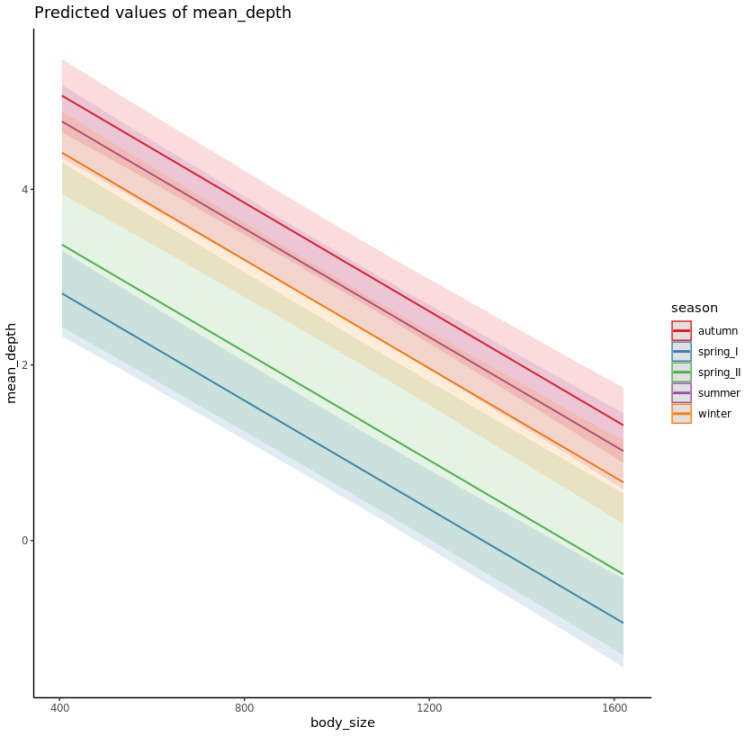 Predicted values of mean_depth
mean_depth
4
2
0
400
800
1200
1600
body_size
season
autumn
spring_I
spring_II
summer
winter